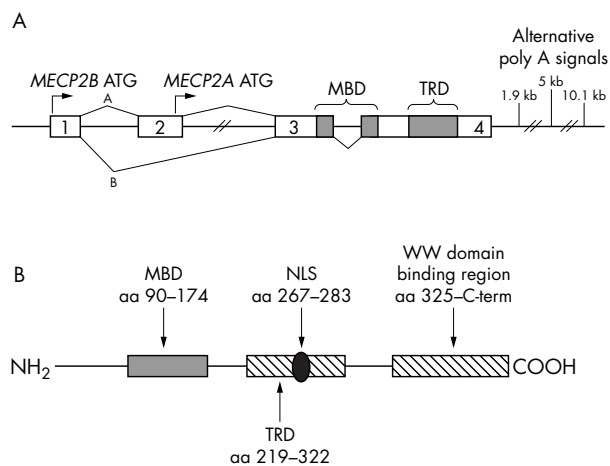 A
Alternative
poly A signals
MECP2B ATG
MECP2A ATG
MBD
TRD
5 kb
1.9 kb
10.1 kb
A
1
2
3
4
B
B
MBD
aa 90–174
NLS
aa 267–283
WW domain
binding region
aa 325–C-term
NH2
COOH
TRD
aa 219–322